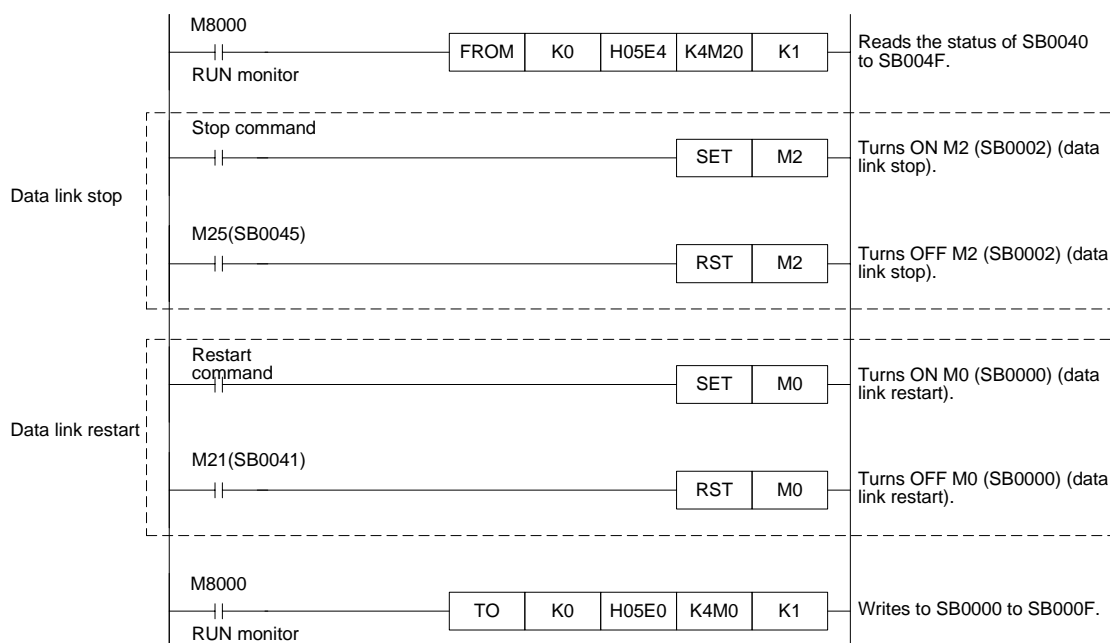 M8000
FROM K0 H05E4 K4M20 K1
RUN monitor
Reads the status of SB0040
to SB004F.
Data link stop
Stop command
SET M2
Turns ON M2 (SB0002) (data
link stop).
M25(SB0045)
RST M2
Turns OFF M2 (SB0002) (data
link stop).
Data link restart
Restart
command
SET M0
Turns ON M0 (SB0000) (data
link restart).
M21(SB0041)
RST M0
Turns OFF M0 (SB0000) (data
link restart).
M8000
TO K0 H05E0 K4M0 K1
RUN monitor
Writes to SB0000 to SB000F.